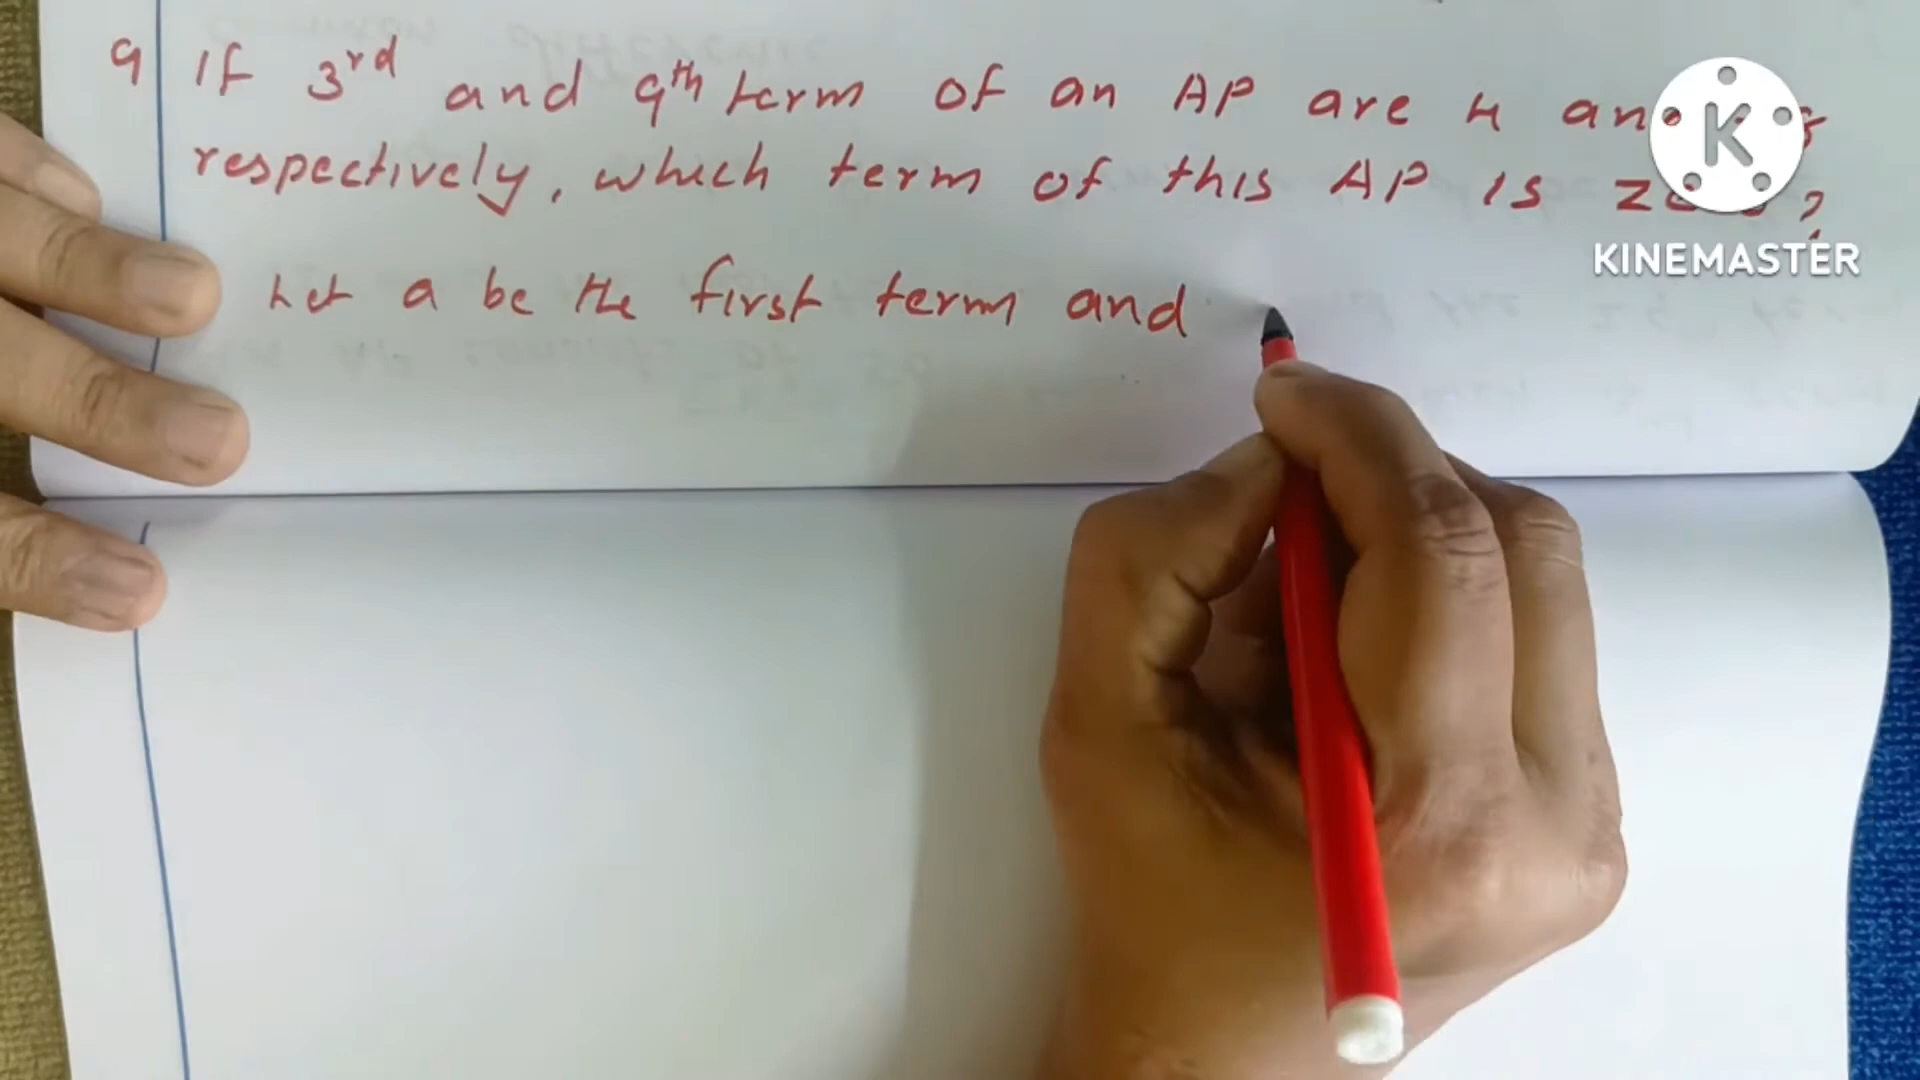 9 If 3rd and 9th term of an AP are 4 an
respectively, which term of this AP is ?
Let a be the first term and
K
KINEMASTER